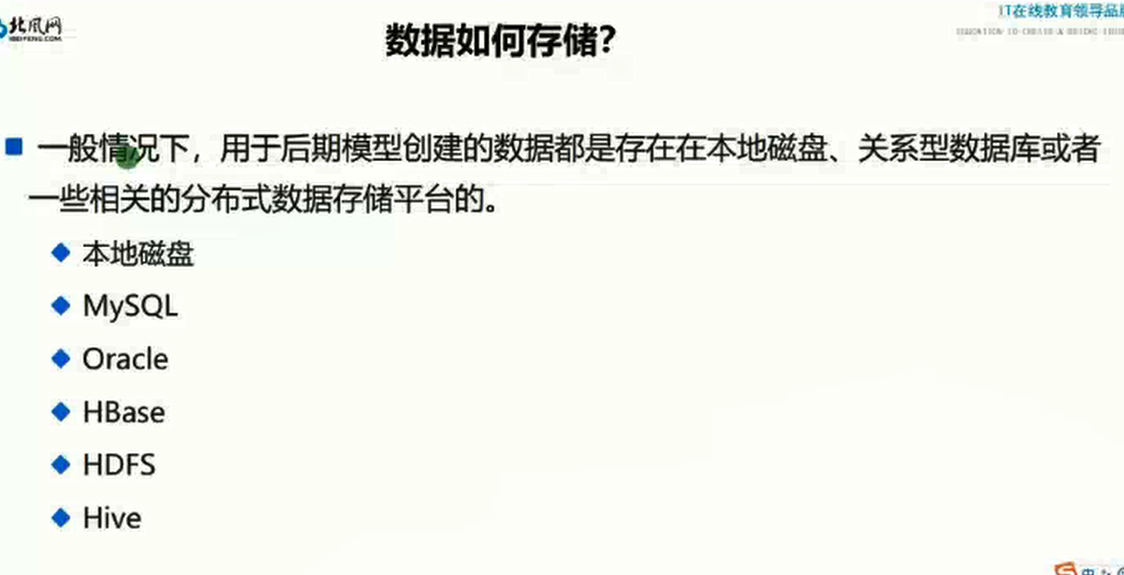 北风网
BEIFENG.COM
IT在线教育领导品
数据如何存储?
一般情况下，用于后期模型创建的数据都是存在在本地磁盘、关系型数据库或者
一些相关的分布式数据存储平台的。
本地磁盘
MySQL
Oracle
HBase
HDFS
Hive